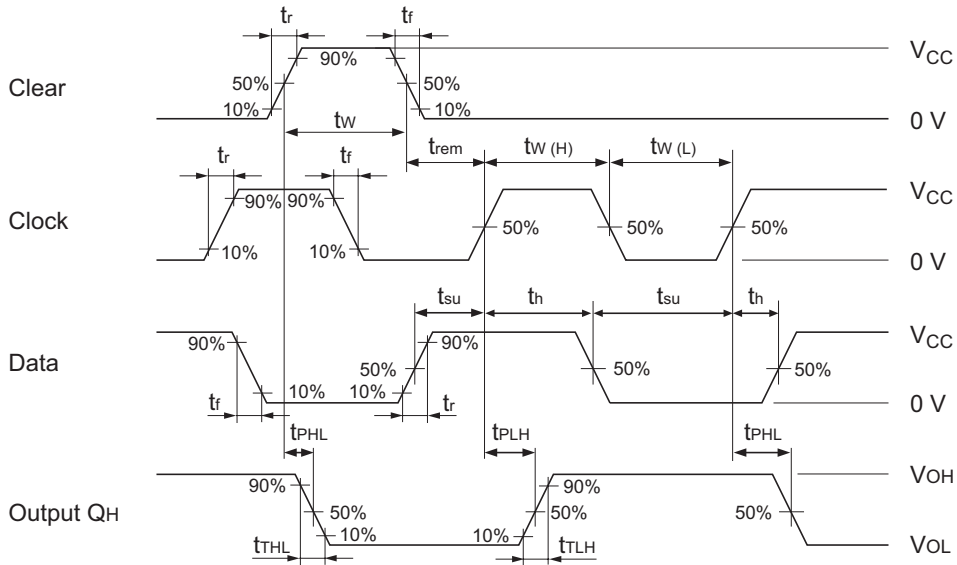 tr tf
VCC
90%
Clear 50% 50%
10% 10%
tW 0 V
trem tW (H) tW (L)
tr tf
VCC
90% 90%
Clock 50% 50% 50%
10% 10%
0 V
tsu th tsu th
VCC
90% 90%
Data 50% 50% 50%
10% 10%
tf tr 0 V
tPHL tPLH tPHL
VOH
90% 90%
Output QH 50% 50% 50%
10% 10%
tTHL tTLH VOL